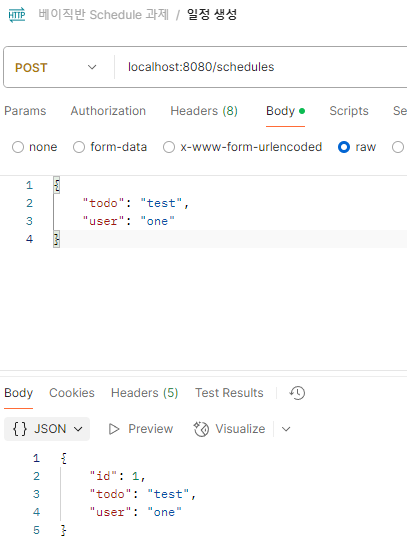 HTTP 베이직반 Schedule 과제 / 일정 생성
POST localhost:8080/schedules
Params Authorization Headers (8) Body Scripts Se
none form-data x-www-form-urlencoded raw
1 {
2 "todo": "test",
3 "user": "one"
4 }
Body Cookies Headers (5) Test Results
{} JSON Preview Visualize
1 {
2 "id": 1,
3 "todo": "test",
4 "user": "one"
5 }